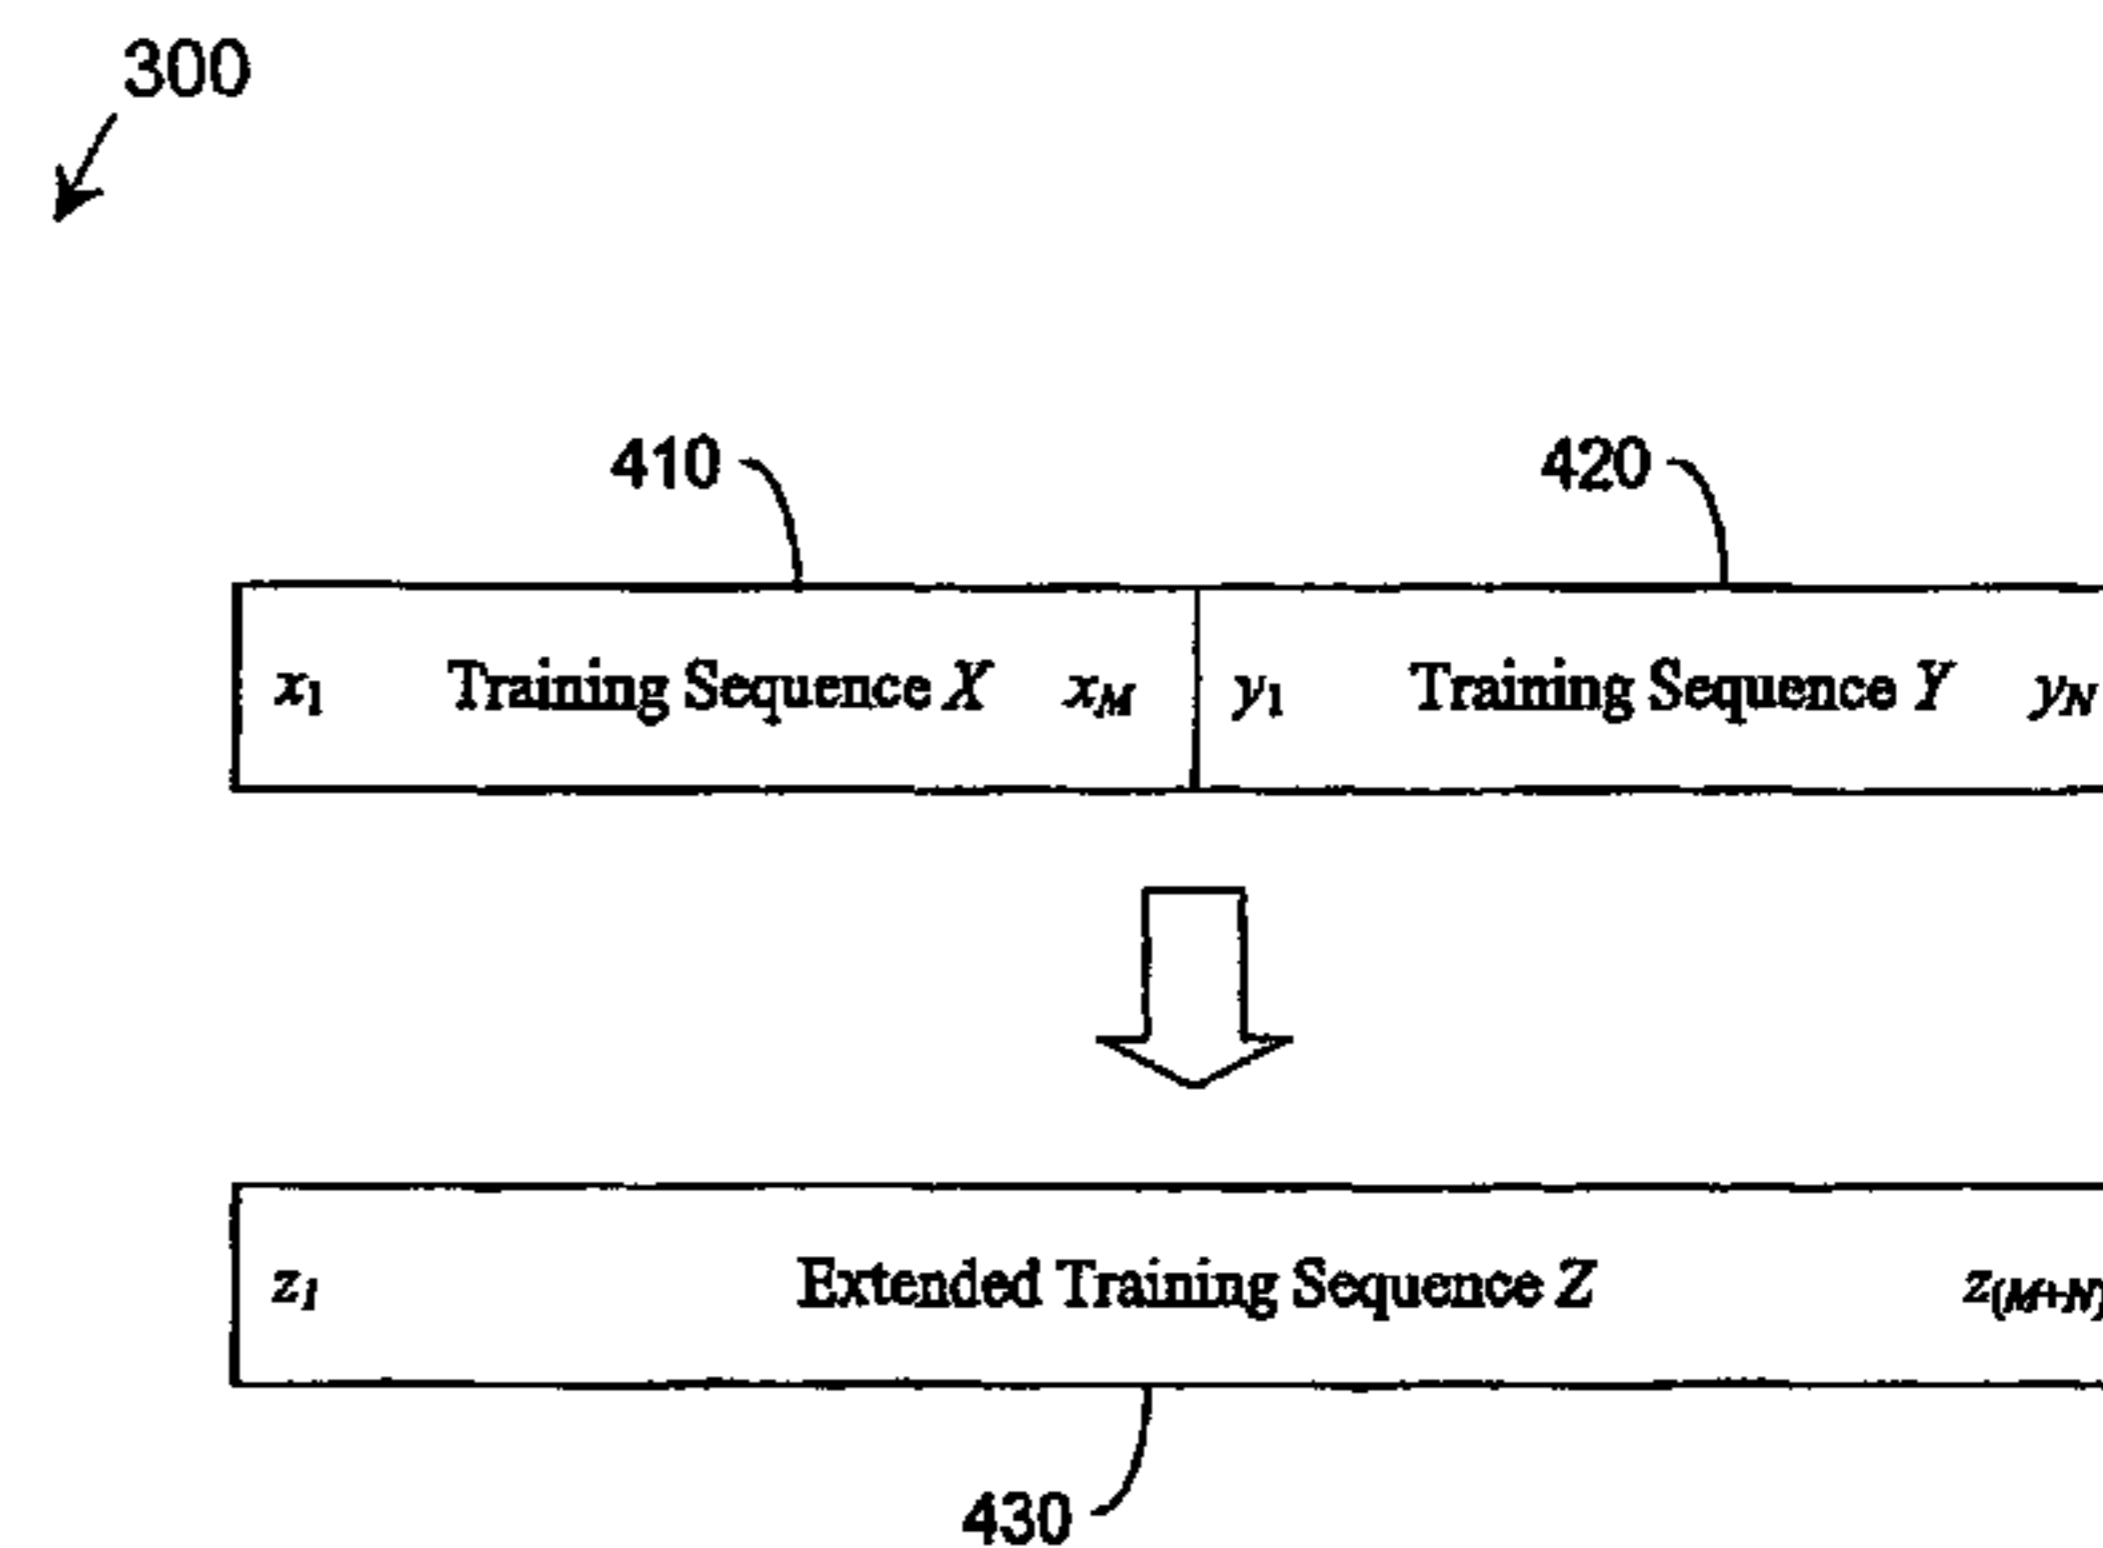 300
410 420
x1 Training Sequence X xM y1 Training Sequence Y yN
z1 Extended Training Sequence Z z(M+N)
430